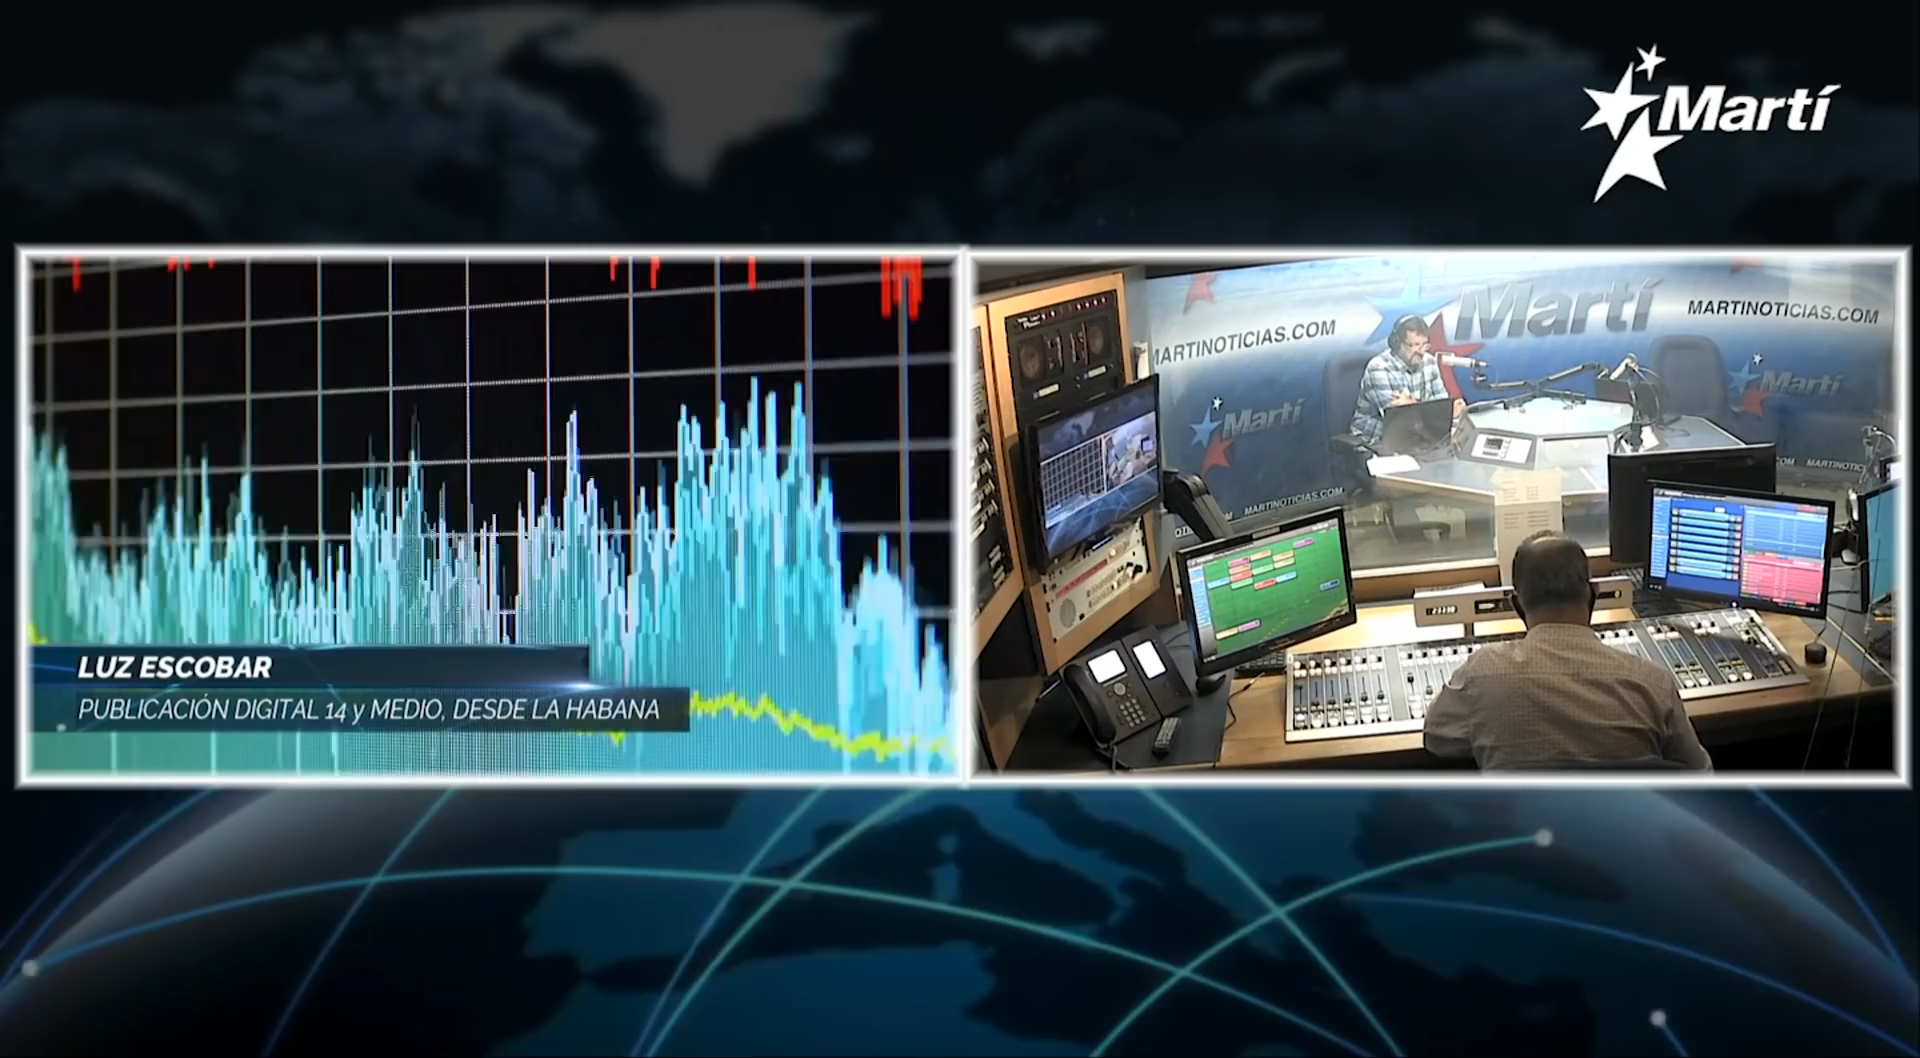 Martí
LUZ ESCOBAR
PUBLICACIÓN DIGITAL 14 y MEDIO, DESDE LA HABANA
MARTINOTICIAS.COM
Martí
MARTINOTICIAS.COM
Martí
Martí
MARTINOTICIAS.COM